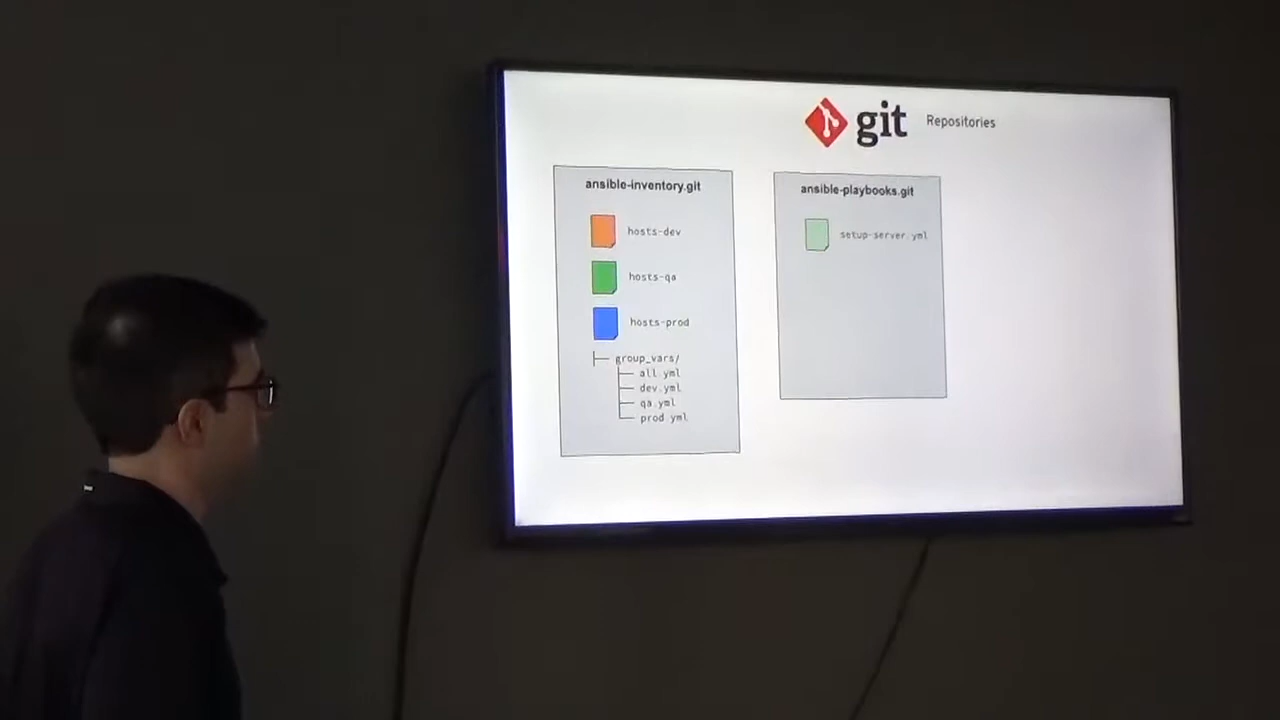 git Repositories
ansible-inventory.git
hosts-dev
hosts-qa
hosts-prod
group_vars/
all.yml
dev.yml
qa.yml
prod.yml
ansible-playbooks.git
setup-server.yml